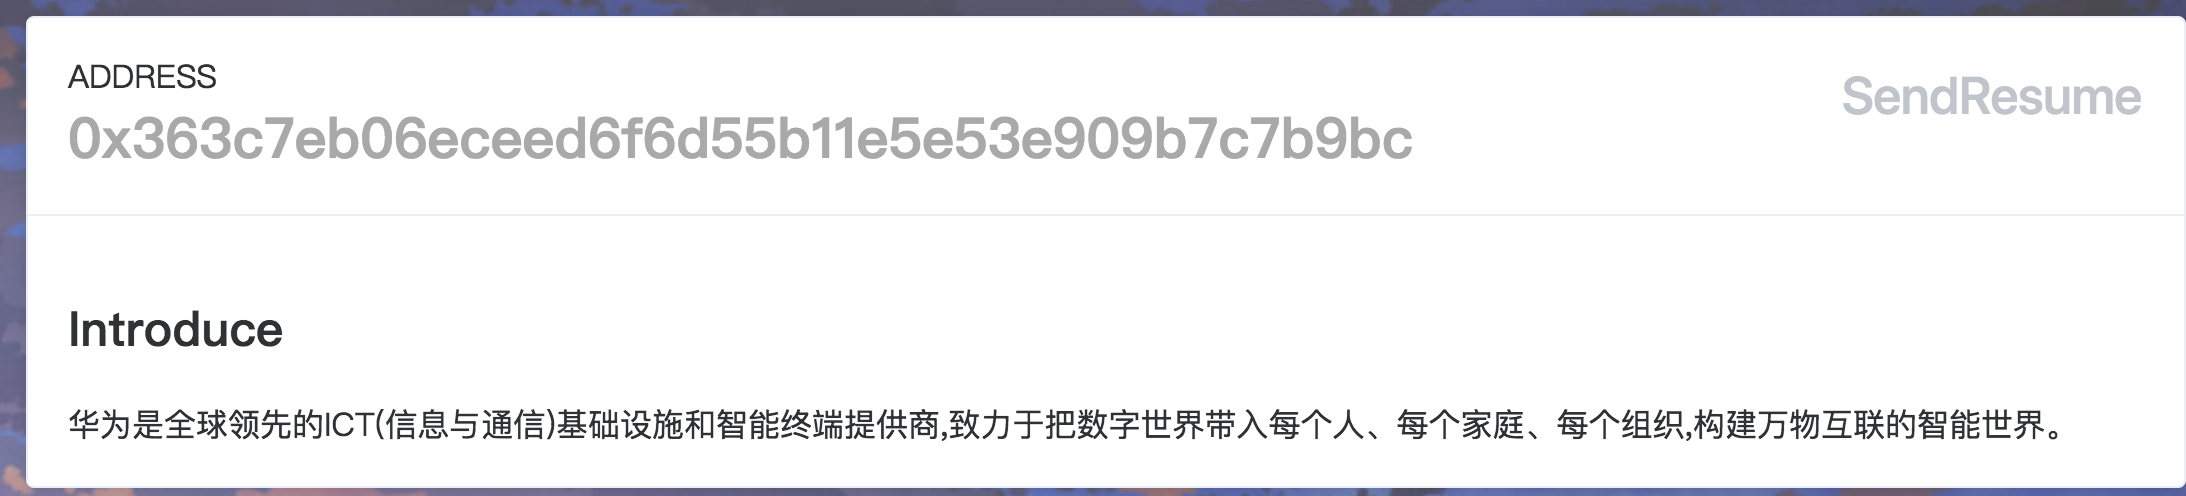 ADDRESS
SendResume
0x363c7eb06eceed6f6d55b11e5e53e909b7c7b9bc
Introduce
华为是全球领先的ICT(信息与通信)基础设施和智能终端提供商,致力于把数字世界带入每个人、每个家庭、每个组织,构建万物互联的智能世界。